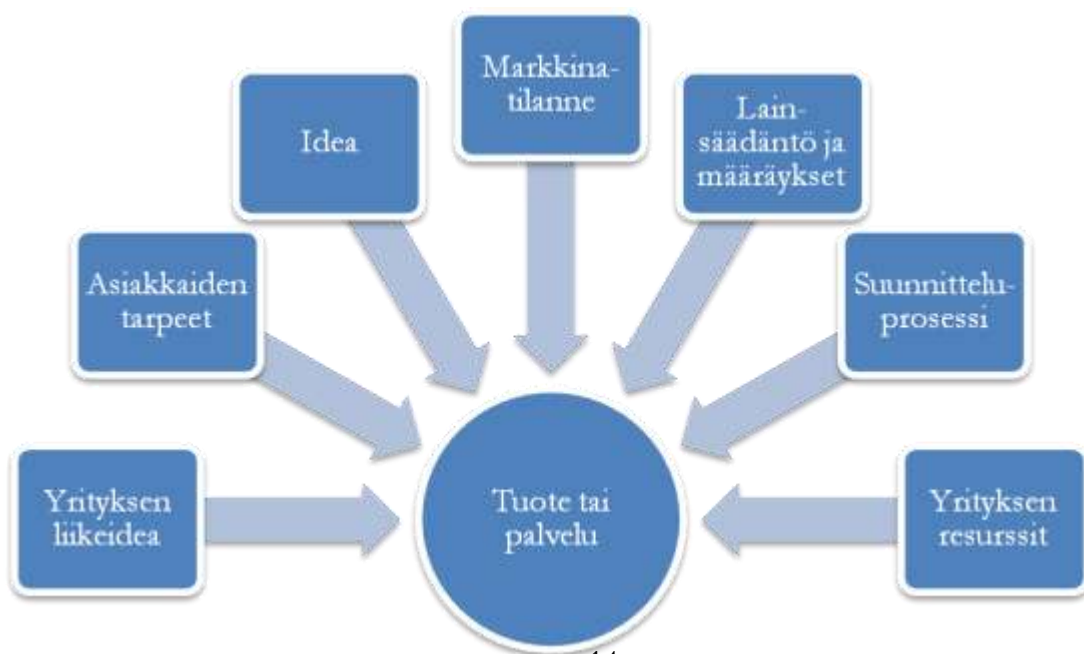 Markkina-
tilanne
Idea
Lain-
säädäntö ja
määräykset
Asiakkaiden
tarpeet
Suunnittelu-
prosessi
Yrityksen
liikeidea
Tuote tai
palvelu
Yrityksen
resurssit